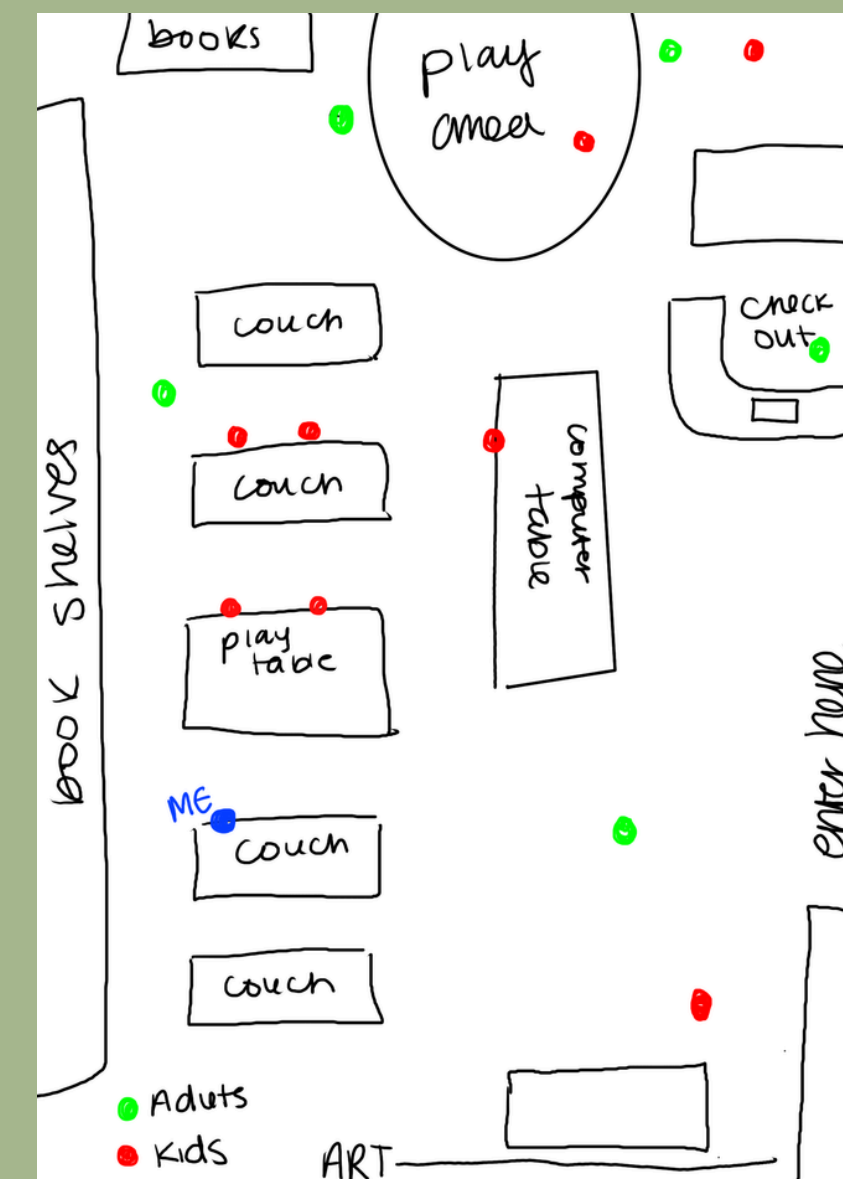 books
play
area
couch
check
out
couch
computer
table
book shelves
play
table
enter here
ME
couch
couch
Aduts
Kids
ART